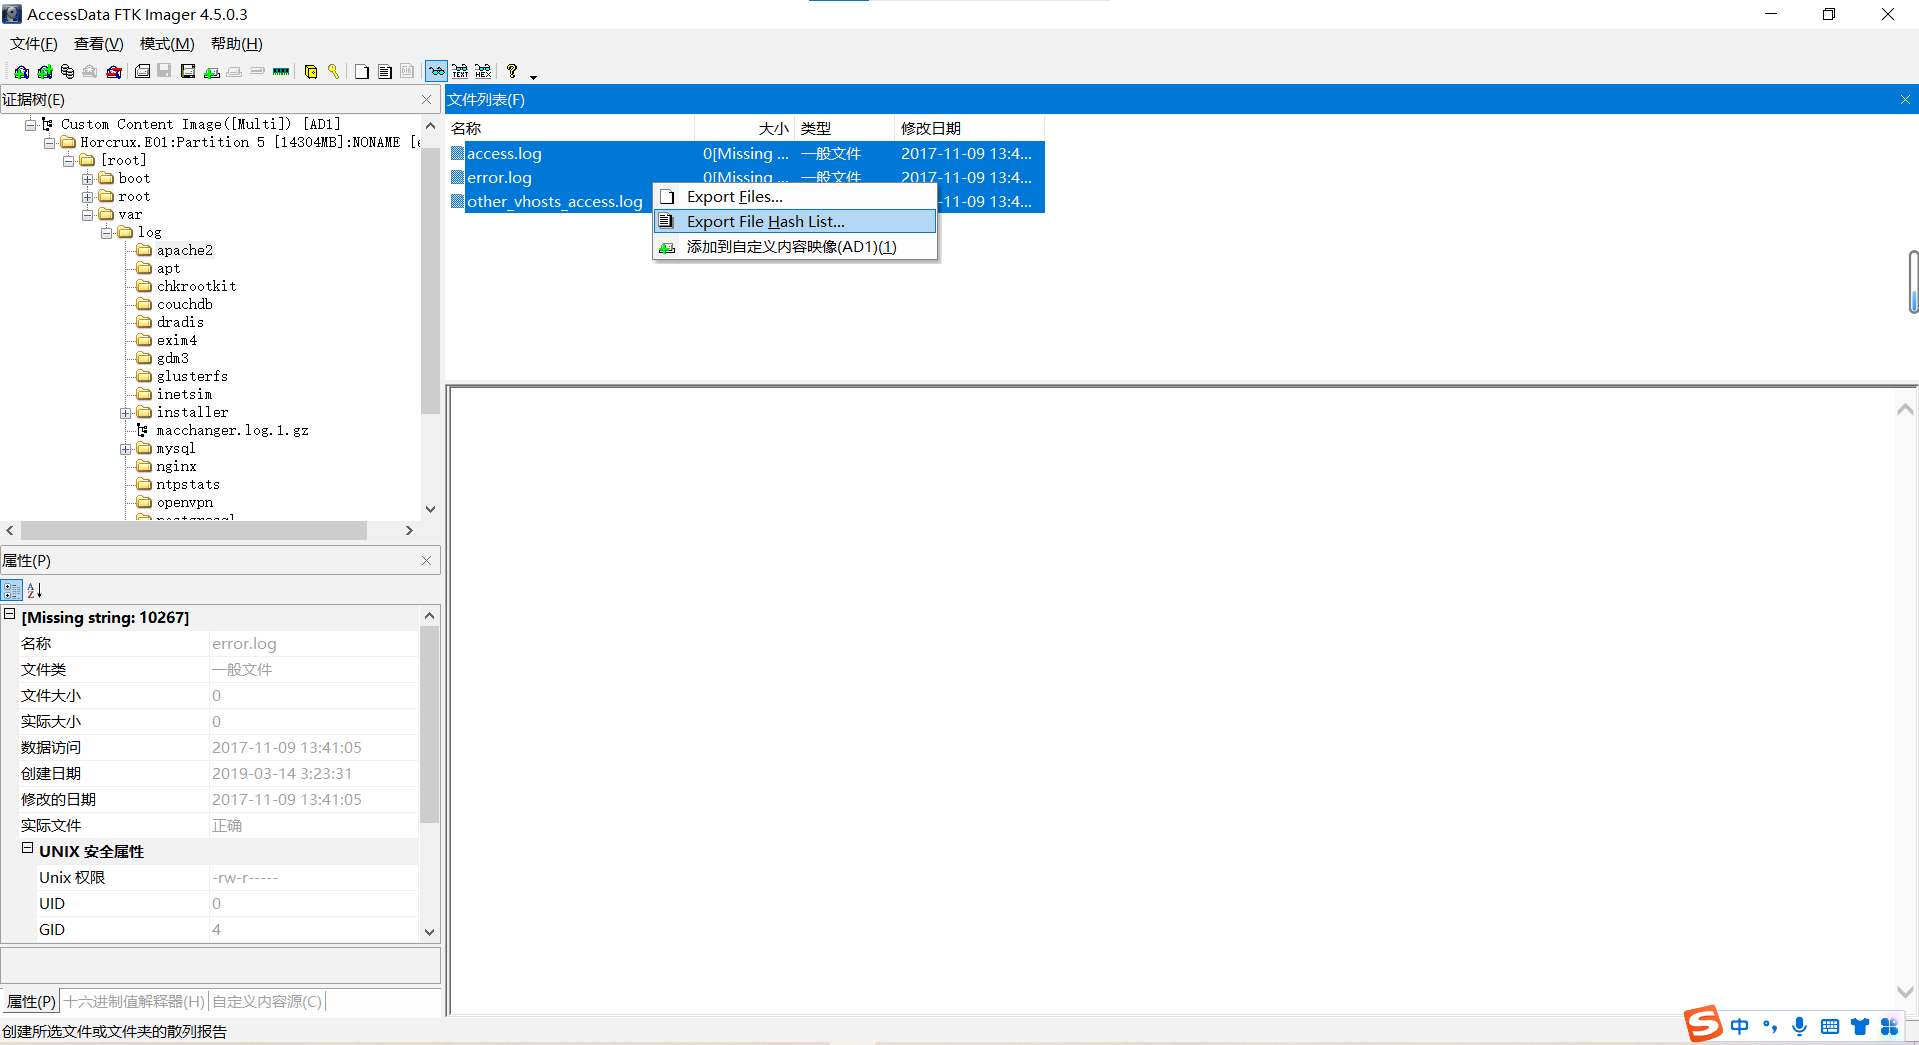 AccessData FTK Imager 4.5.0.3
文件(F) 查看(V) 模式(M) 帮助(H)
证据树(E)
Custom Content Image([Multi]) [AD1]
Horcrux.E01:Partition 5 [14304MB]:NONAME [e
[root]
boot
root
var
log
apache2
apt
chkrootkit
couchdb
dradis
exim4
gdm3
glusterfs
inetsim
installer
macchanger.log.1.gz
mysql
nginx
ntpstats
openvpn
postgresql
属性(P)
[Missing string: 10267]
名称 error.log
文件类 一般文件
文件大小 0
实际大小 0
数据访问 2017-11-09 13:41:05
创建日期 2019-03-14 3:23:31
修改的日期 2017-11-09 13:41:05
实际文件 正确
UNIX 安全属性
Unix 权限 -rw-r-----
UID 0
GID 4
属性(P) 十六进制值解释器(H) 自定义内容源(C)
创建所选文件或文件夹的散列报告
文件列表(F)
名称 大小 类型 修改日期
access.log 0[Missing ... 一般文件 2017-11-09 13:4...
error.log 0[Missing ... 一般文件 2017-11-09 13:4...
other_vhosts_access.log -11-09 13:4...
Export Files...
Export File Hash List...
添加到自定义内容映像(AD1)(1)
中